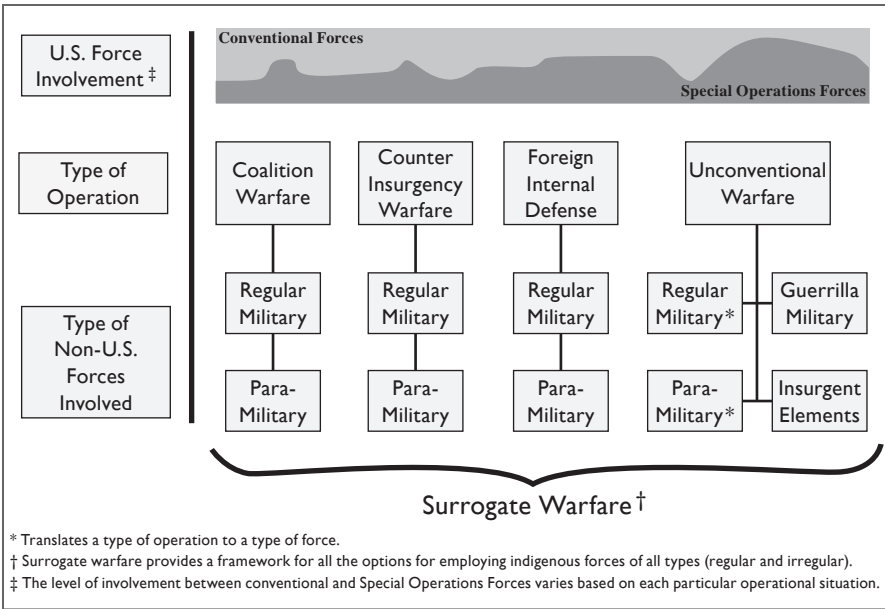 U.S. Force
Involvement ‡
Conventional Forces
Special Operations Forces
Type of
Operation
Coalition
Warfare
Counter
Insurgency
Warfare
Foreign
Internal
Defense
Unconventional
Warfare
Type of
Non-U.S.
Forces
Involved
Regular
Military
Regular
Military
Regular
Military
Regular
Military*
Guerrilla
Military
Para-
Military
Para-
Military
Para-
Military
Para-
Military*
Insurgent
Elements
Surrogate Warfare†
* Translates a type of operation to a type of force.
† Surrogate warfare provides a framework for all the options for employing indigenous forces of all types (regular and irregular).
‡ The level of involvement between conventional and Special Operations Forces varies based on each particular operational situation.